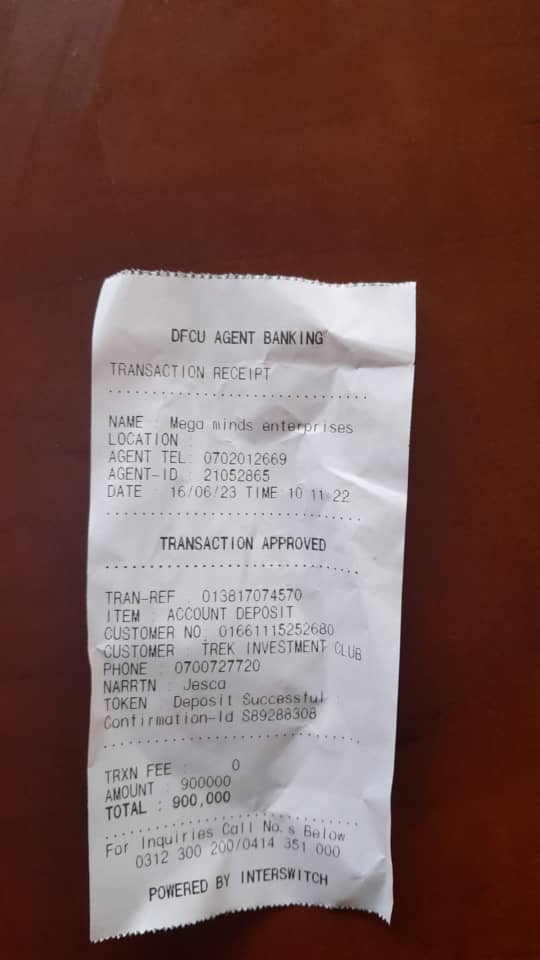 DFCU AGENT BANKING
TRANSACTION RECEIPT
NAME : Mega minds enterprises
LOCATION :
AGENT TEL: 0702012669
AGENT-ID : 21052865
DATE : 16/06/23 TIME 10 11 22
TRANSACTION APPROVED
TRAN-REF : 013817074570
ITEM : ACCOUNT DEPOSIT
CUSTOMER NO: 01661115252680
CUSTOMER : TREK INVESTMENT CLUB
PHONE : 0700727720
NARRTN : Jesca
TOKEN : Deposit Successful
Confirmation-Id S89288308
TRXN FEE : 0
AMOUNT : 900000
TOTAL : 900,000
For Inquiries Call No.s Below
0312 300 200/0414 351 000
POWERED BY INTERSWITCH